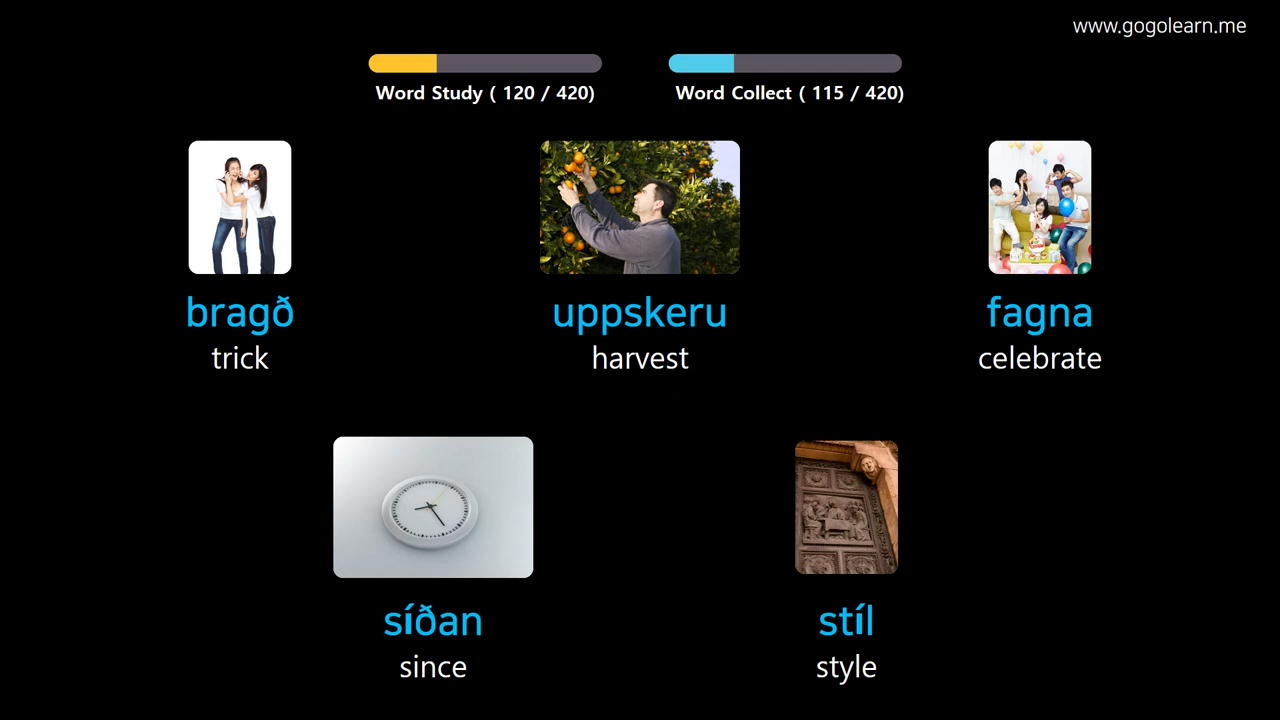 www.gogolearn.me
Word Study ( 120 / 420)
Word Collect ( 115 / 420)
bragð
trick
uppskeru
harvest
fagna
celebrate
síðan
since
stíl
style